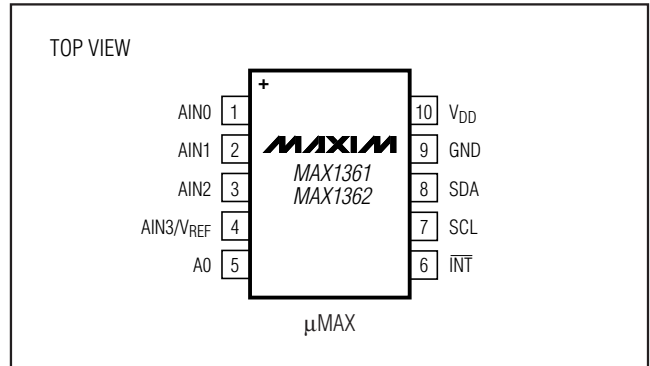 TOP VIEW
+
AIN0 1
AIN1 2
AIN2 3
AIN3/VREF 4
A0 5
MAXIM
MAX1361
MAX1362
10 VDD
9 GND
8 SDA
7 SCL
6 INT
μMAX